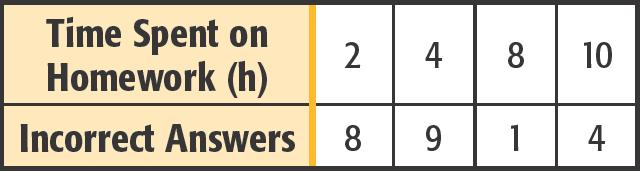 Time Spent on
Homework (h) 2 4 8 10
Incorrect Answers 8 9 1 4